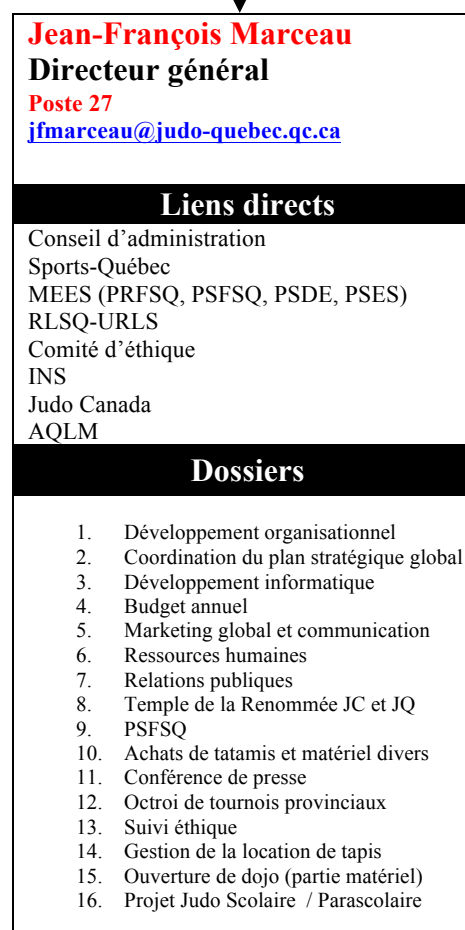 Jean-François Marceau
Directeur général
Poste 27
jfmarceau@judo-quebec.qc.ca
Liens directs
Conseil d’administration
Sports-Québec
MEES (PRFSQ, PSFSQ, PSDE, PSES)
RLSQ-URLS
Comité d’éthique
INS
Judo Canada
AQLM
Dossiers
1. Développement organisationnel
2. Coordination du plan stratégique global
3. Développement informatique
4. Budget annuel
5. Marketing global et communication
6. Ressources humaines
7. Relations publiques
8. Temple de la Renommée JC et JQ
9. PSFSQ
10. Achats de tatamis et matériel divers
11. Conférence de presse
12. Octroi de tournois provinciaux
13. Suivi éthique
14. Gestion de la location de tapis
15. Ouverture de dojo (partie matériel)
16. Projet Judo Scolaire / Parascolaire